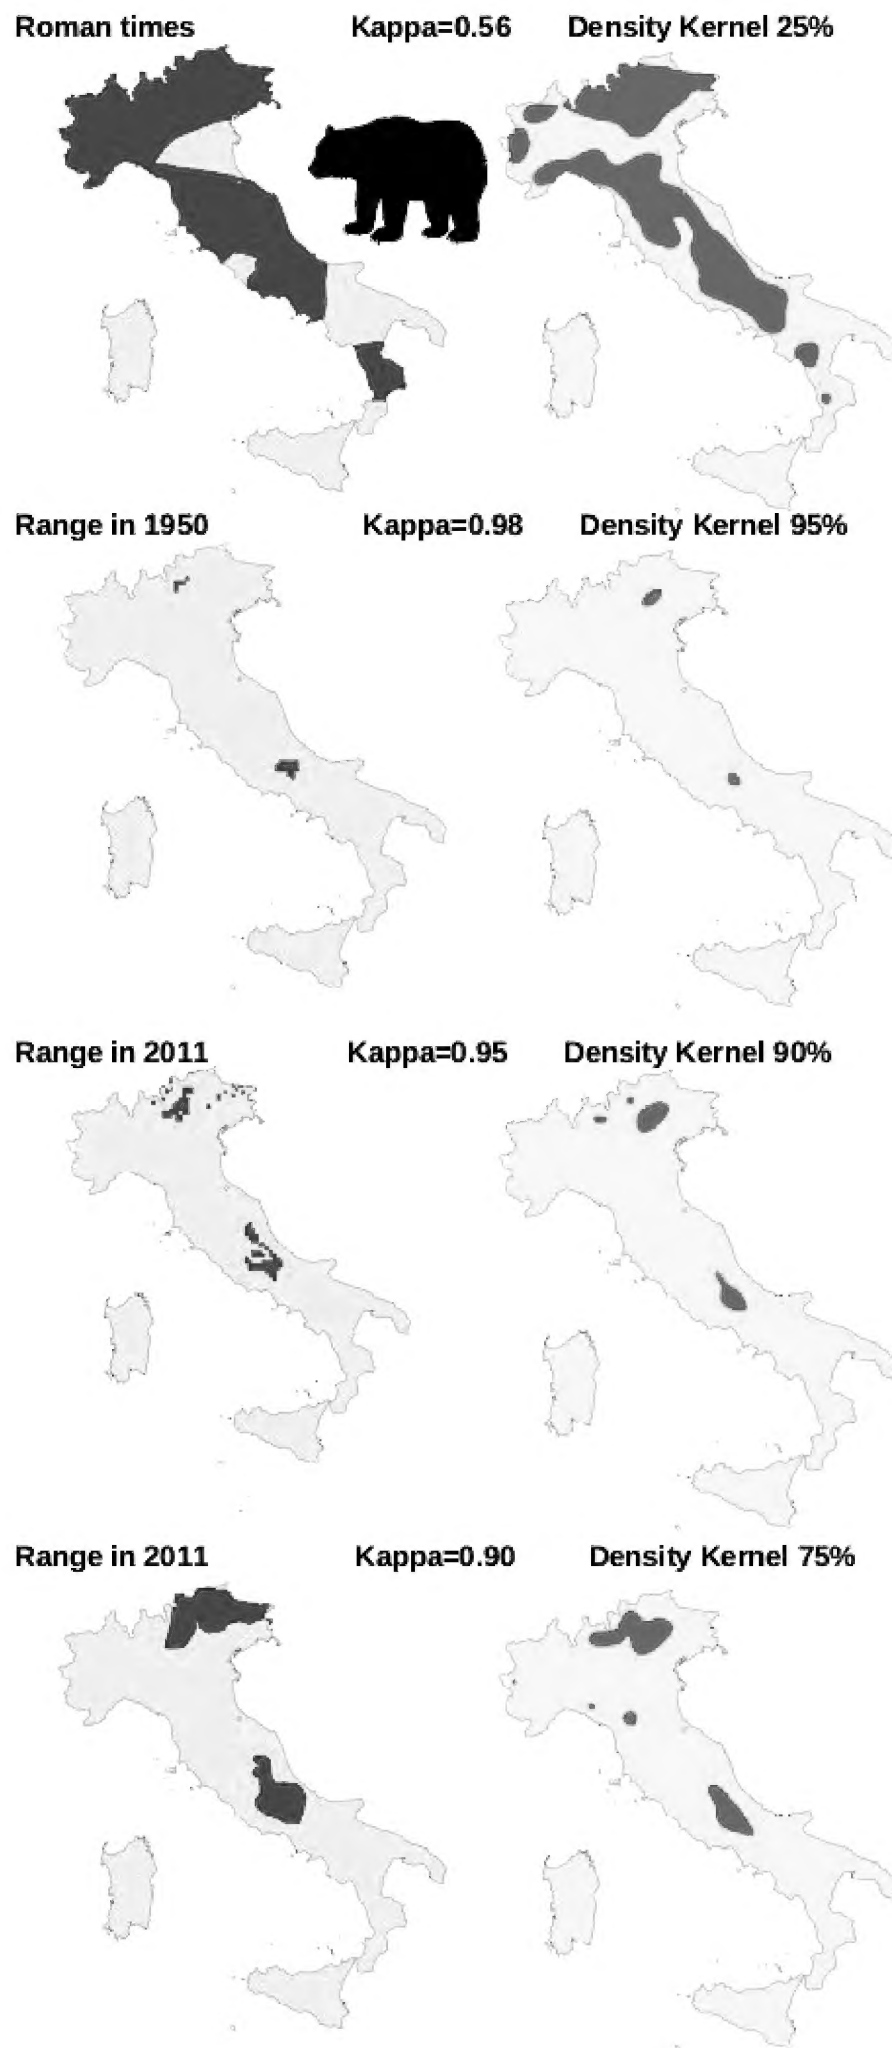 Roman times Kappa=0.56 Density Kernel 25%
Range in 1950 Kappa=0.98 Density Kernel 95%
Range in 2011 Kappa=0.95 Density Kernel 90%
Range in 2011 Kappa=0.90 Density Kernel 75%